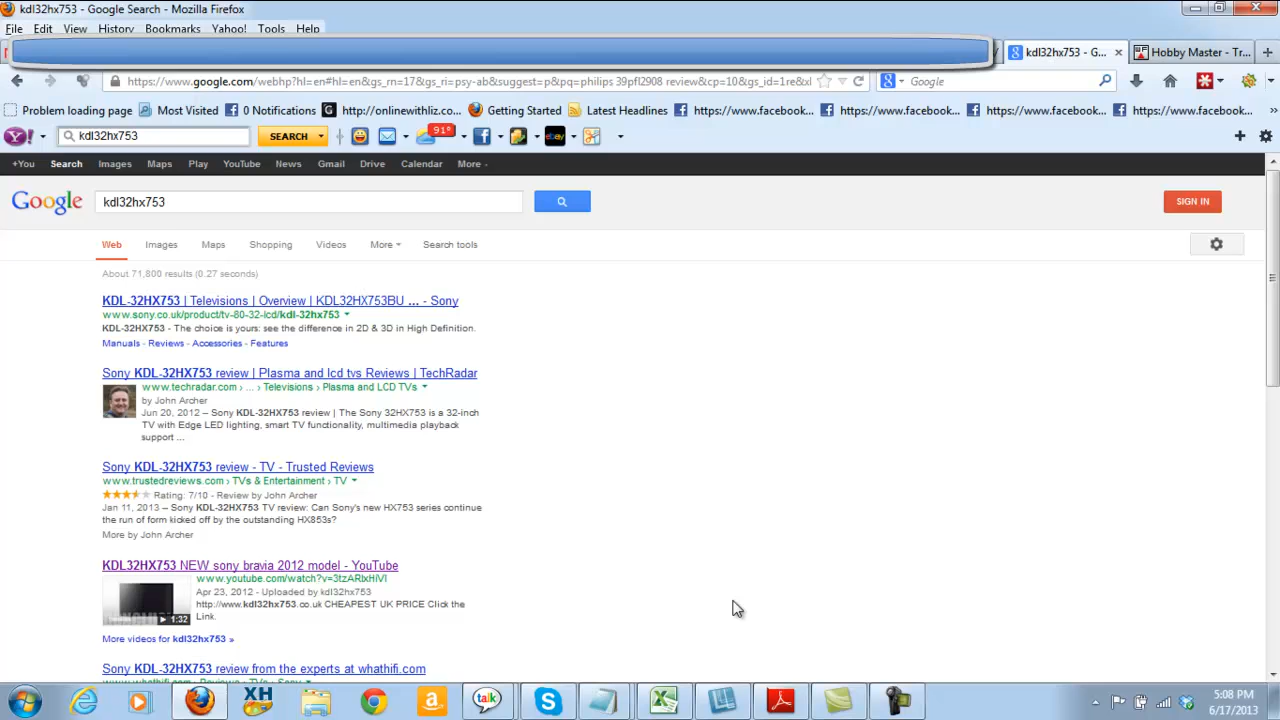 kdl32hx753 - Google Search - Mozilla Firefox
File Edit View History Bookmarks Yahoo! Tools Help
kdl32hx753 - G... Hobby Master - Tr...
https://www.google.com/webhp?hl=en#hl=en&gs_rn=17&gs_ri=psy-ab&suggest=p&pq=philips 39pfl2908 review&cp=10&gs_id=1re&xl Google
Problem loading page Most Visited 0 Notifications http://onlinewithliz.c... Getting Started Latest Headlines https://www.facebook... https://www.facebook... https://www.facebook... https://www.facebook...
Y! kdl32hx753 SEARCH 91° ebay
+You Search Images Maps Play YouTube News Gmail Drive Calendar More
Google kdl32hx753 SIGN IN
Web Images Maps Shopping Videos More Search tools
About 71,800 results (0.27 seconds)
KDL-32HX753 | Televisions | Overview | KDL32HX753BU ... - Sony
www.sony.co.uk/product/tv-80-32-lcd/kdl-32hx753
KDL-32HX753 - The choice is yours: see the difference in 2D & 3D in High Definition.
Manuals - Reviews - Accessories - Features
Sony KDL-32HX753 review | Plasma and lcd tvs Reviews | TechRadar
www.techradar.com › ... › Televisions › Plasma and LCD TVs
by John Archer
Jun 20, 2012 – Sony KDL-32HX753 review | The Sony 32HX753 is a 32-inch
TV with Edge LED lighting, smart TV functionality, multimedia playback
support ...
Sony KDL-32HX753 review - TV - Trusted Reviews
www.trustedreviews.com › TVs & Entertainment › TV
Rating: 7/10 - Review by John Archer
Jan 11, 2013 – Sony KDL-32HX753 TV review: Can Sony's new HX753 series continue
the run of form kicked off by the outstanding HX853s?
More by John Archer
KDL32HX753 NEW sony bravia 2012 model - YouTube
Apr 23, 2012 - Uploaded by kdl32hx753
http://www.kdl32hx753.co.uk CHEAPEST UK PRICE Click the
Link.
1:32
More videos for kdl32hx753 »
Sony KDL-32HX753 review from the experts at whathifi.com
www.whathifi.com › Reviews › TVs › Sony
XH talk
5:08 PM
6/17/2013